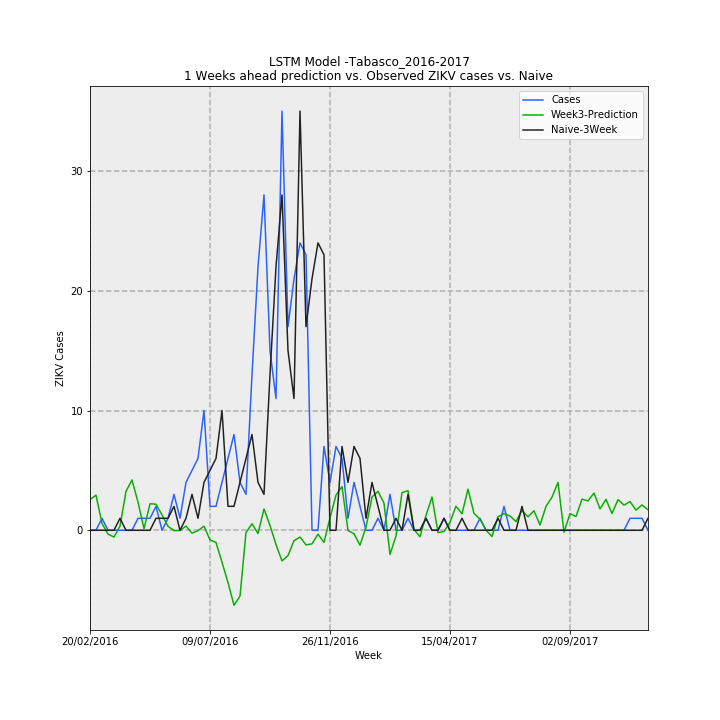 LSTM Model -Tabasco_2016-2017
1 Weeks ahead prediction vs. Observed ZIKV cases vs. Naive
Cases
Week3-Prediction
Naive-3Week
30
20
10
0
ZIKV Cases
20/02/2016
09/07/2016
26/11/2016
15/04/2017
02/09/2017
Week